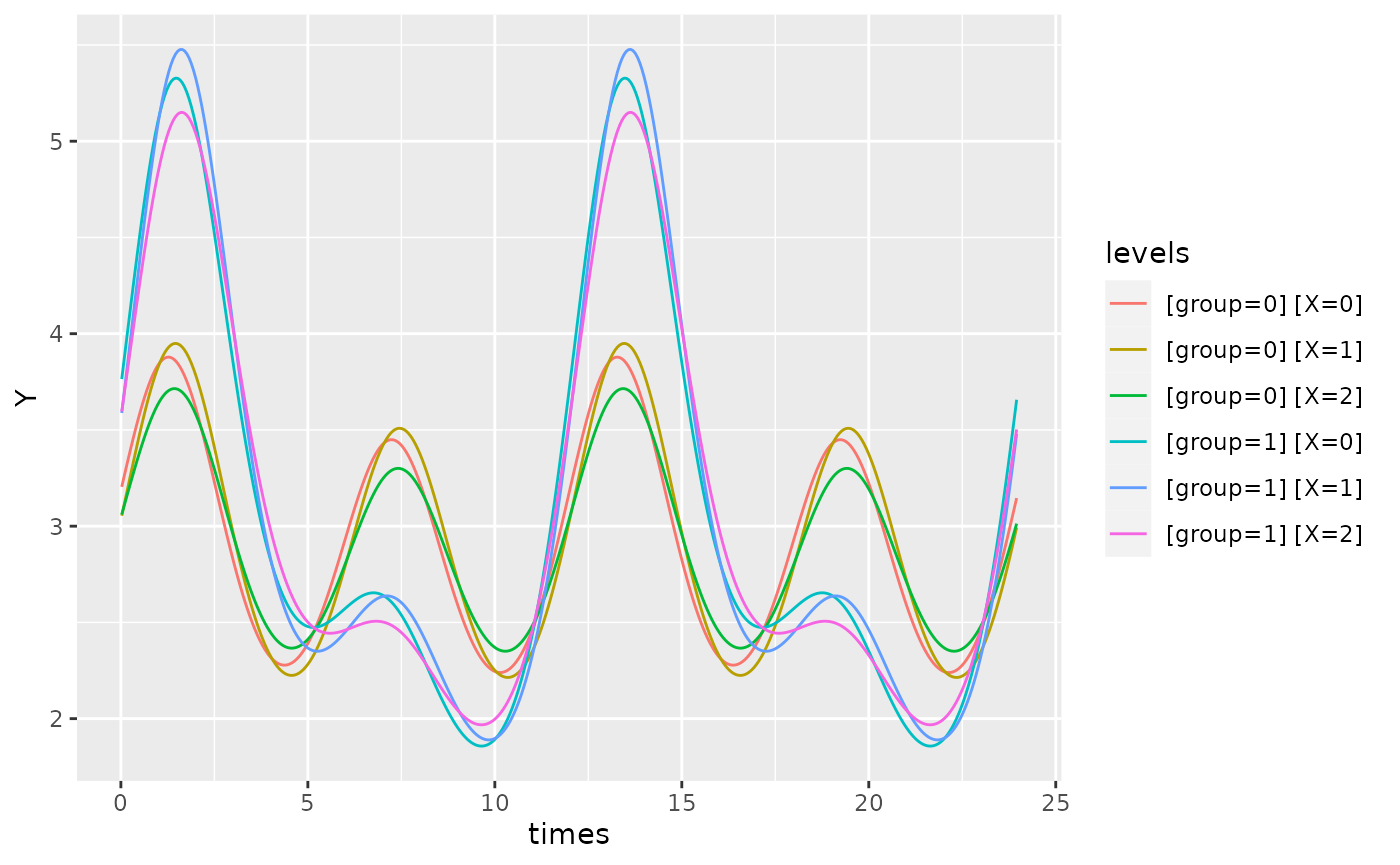 Y
5
4
3
2
0 5 10 15 20 25
times
levels
[group=0] [X=0]
[group=0] [X=1]
[group=0] [X=2]
[group=1] [X=0]
[group=1] [X=1]
[group=1] [X=2]